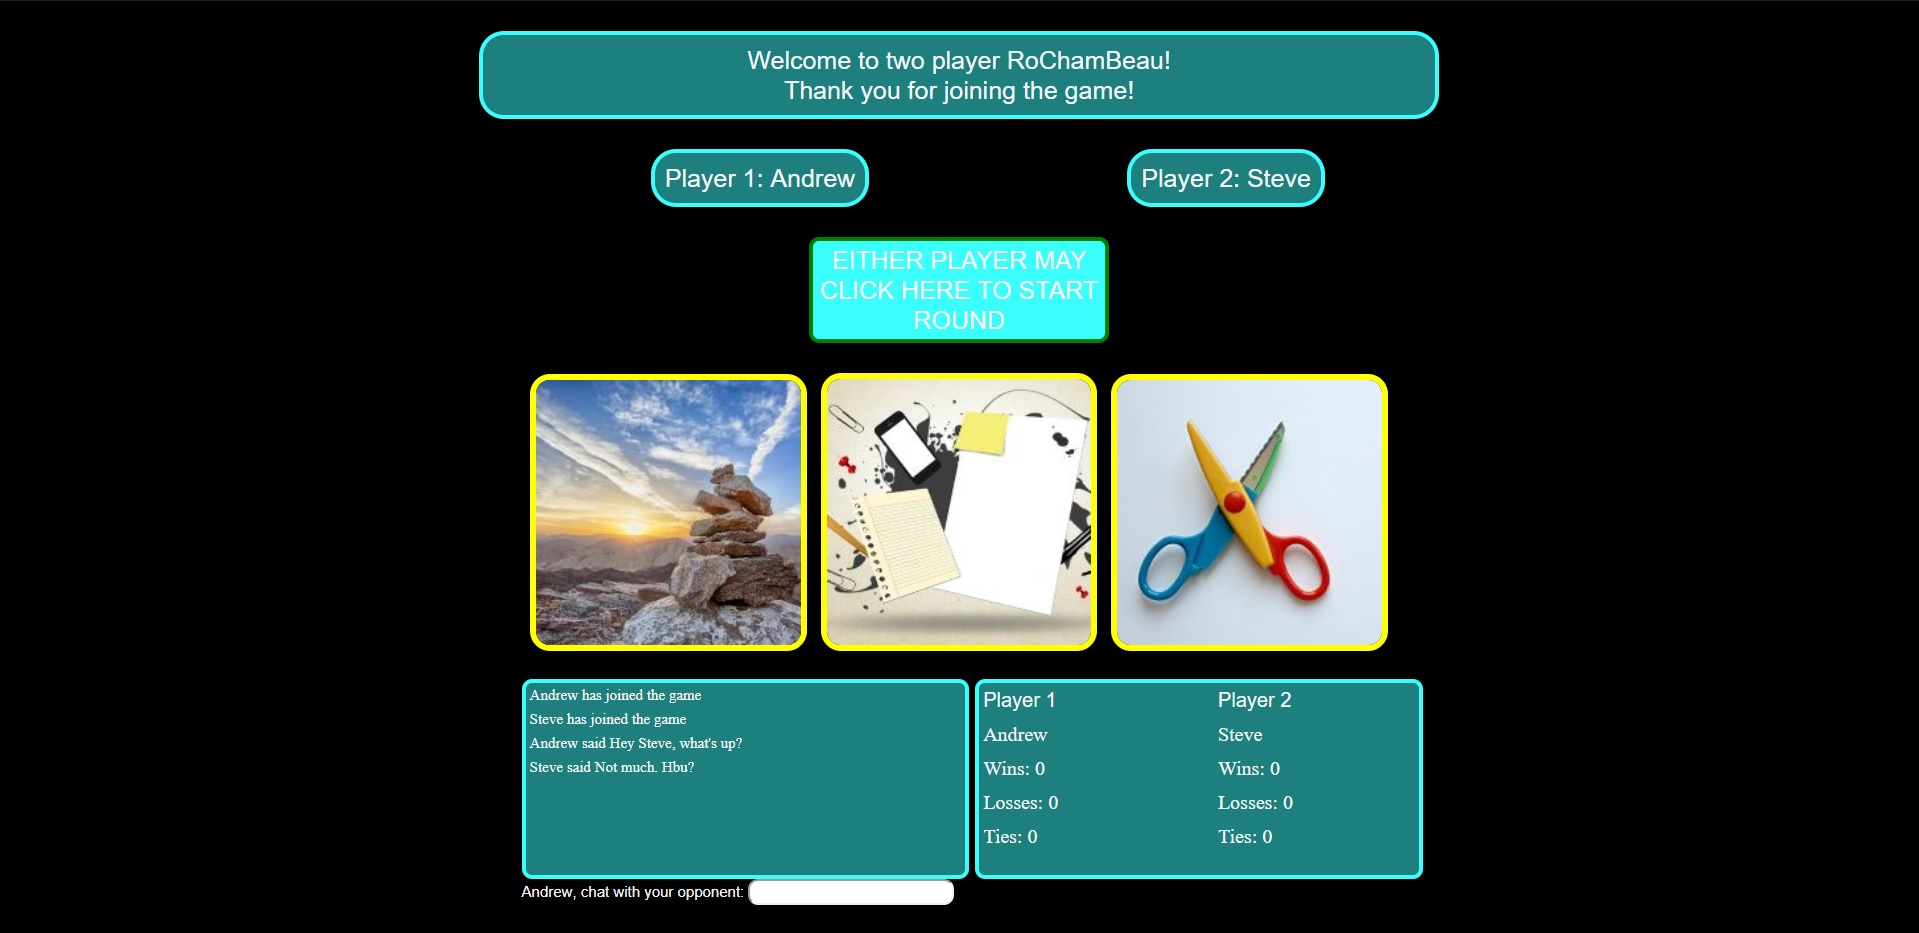 Welcome to two player RoChamBeau!
Thank you for joining the game!
Player 1: Andrew
Player 2: Steve
EITHER PLAYER MAY
CLICK HERE TO START
ROUND
Andrew has joined the game
Steve has joined the game
Andrew said Hey Steve, what's up?
Steve said Not much. Hbu?
Player 1
Andrew
Wins: 0
Losses: 0
Ties: 0
Player 2
Steve
Wins: 0
Losses: 0
Ties: 0
Andrew, chat with your opponent: